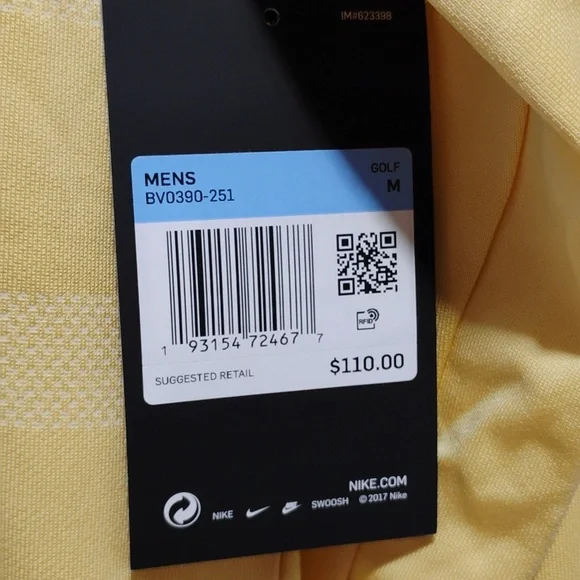 IM#623398
MENS GOLF
BV0390-251 M
RFID
1 93154 72467 7
SUGGESTED RETAIL $110.00
NIKE.COM
NIKE SWOOSH © 2017 Nike